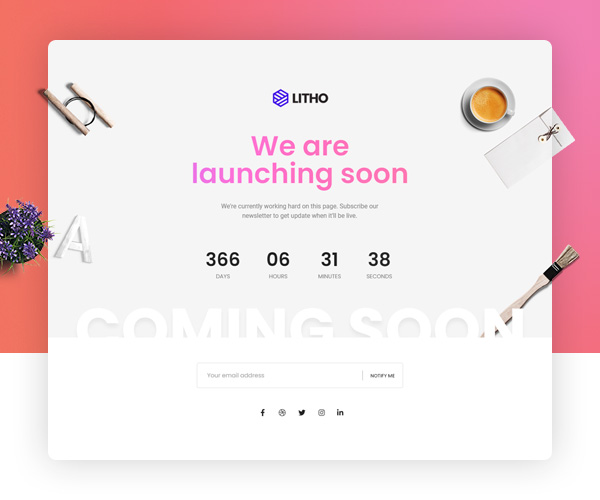 LITHO
We are
launching soon
We're currently working hard on this page. Subscribe our
newsletter to get update when it'll be live.
366 06 31 38
DAYS HOURS MINUTES SECONDS
COMING SOON
Your email address NOTIFY ME